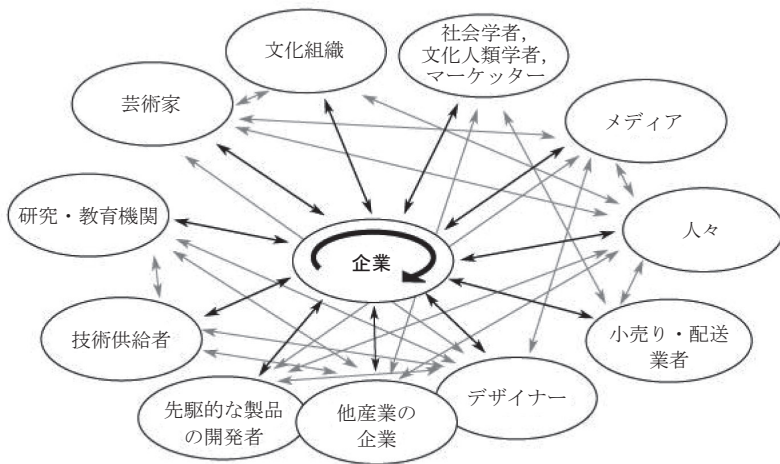 文化組織
社会学者,
文化人類学者,
マーケッター
芸術家
メディア
研究・教育機関
人々
企業
技術供給者
小売り・配送
業者
先駆的な製品
の開発者
他産業の
企業
デザイナー